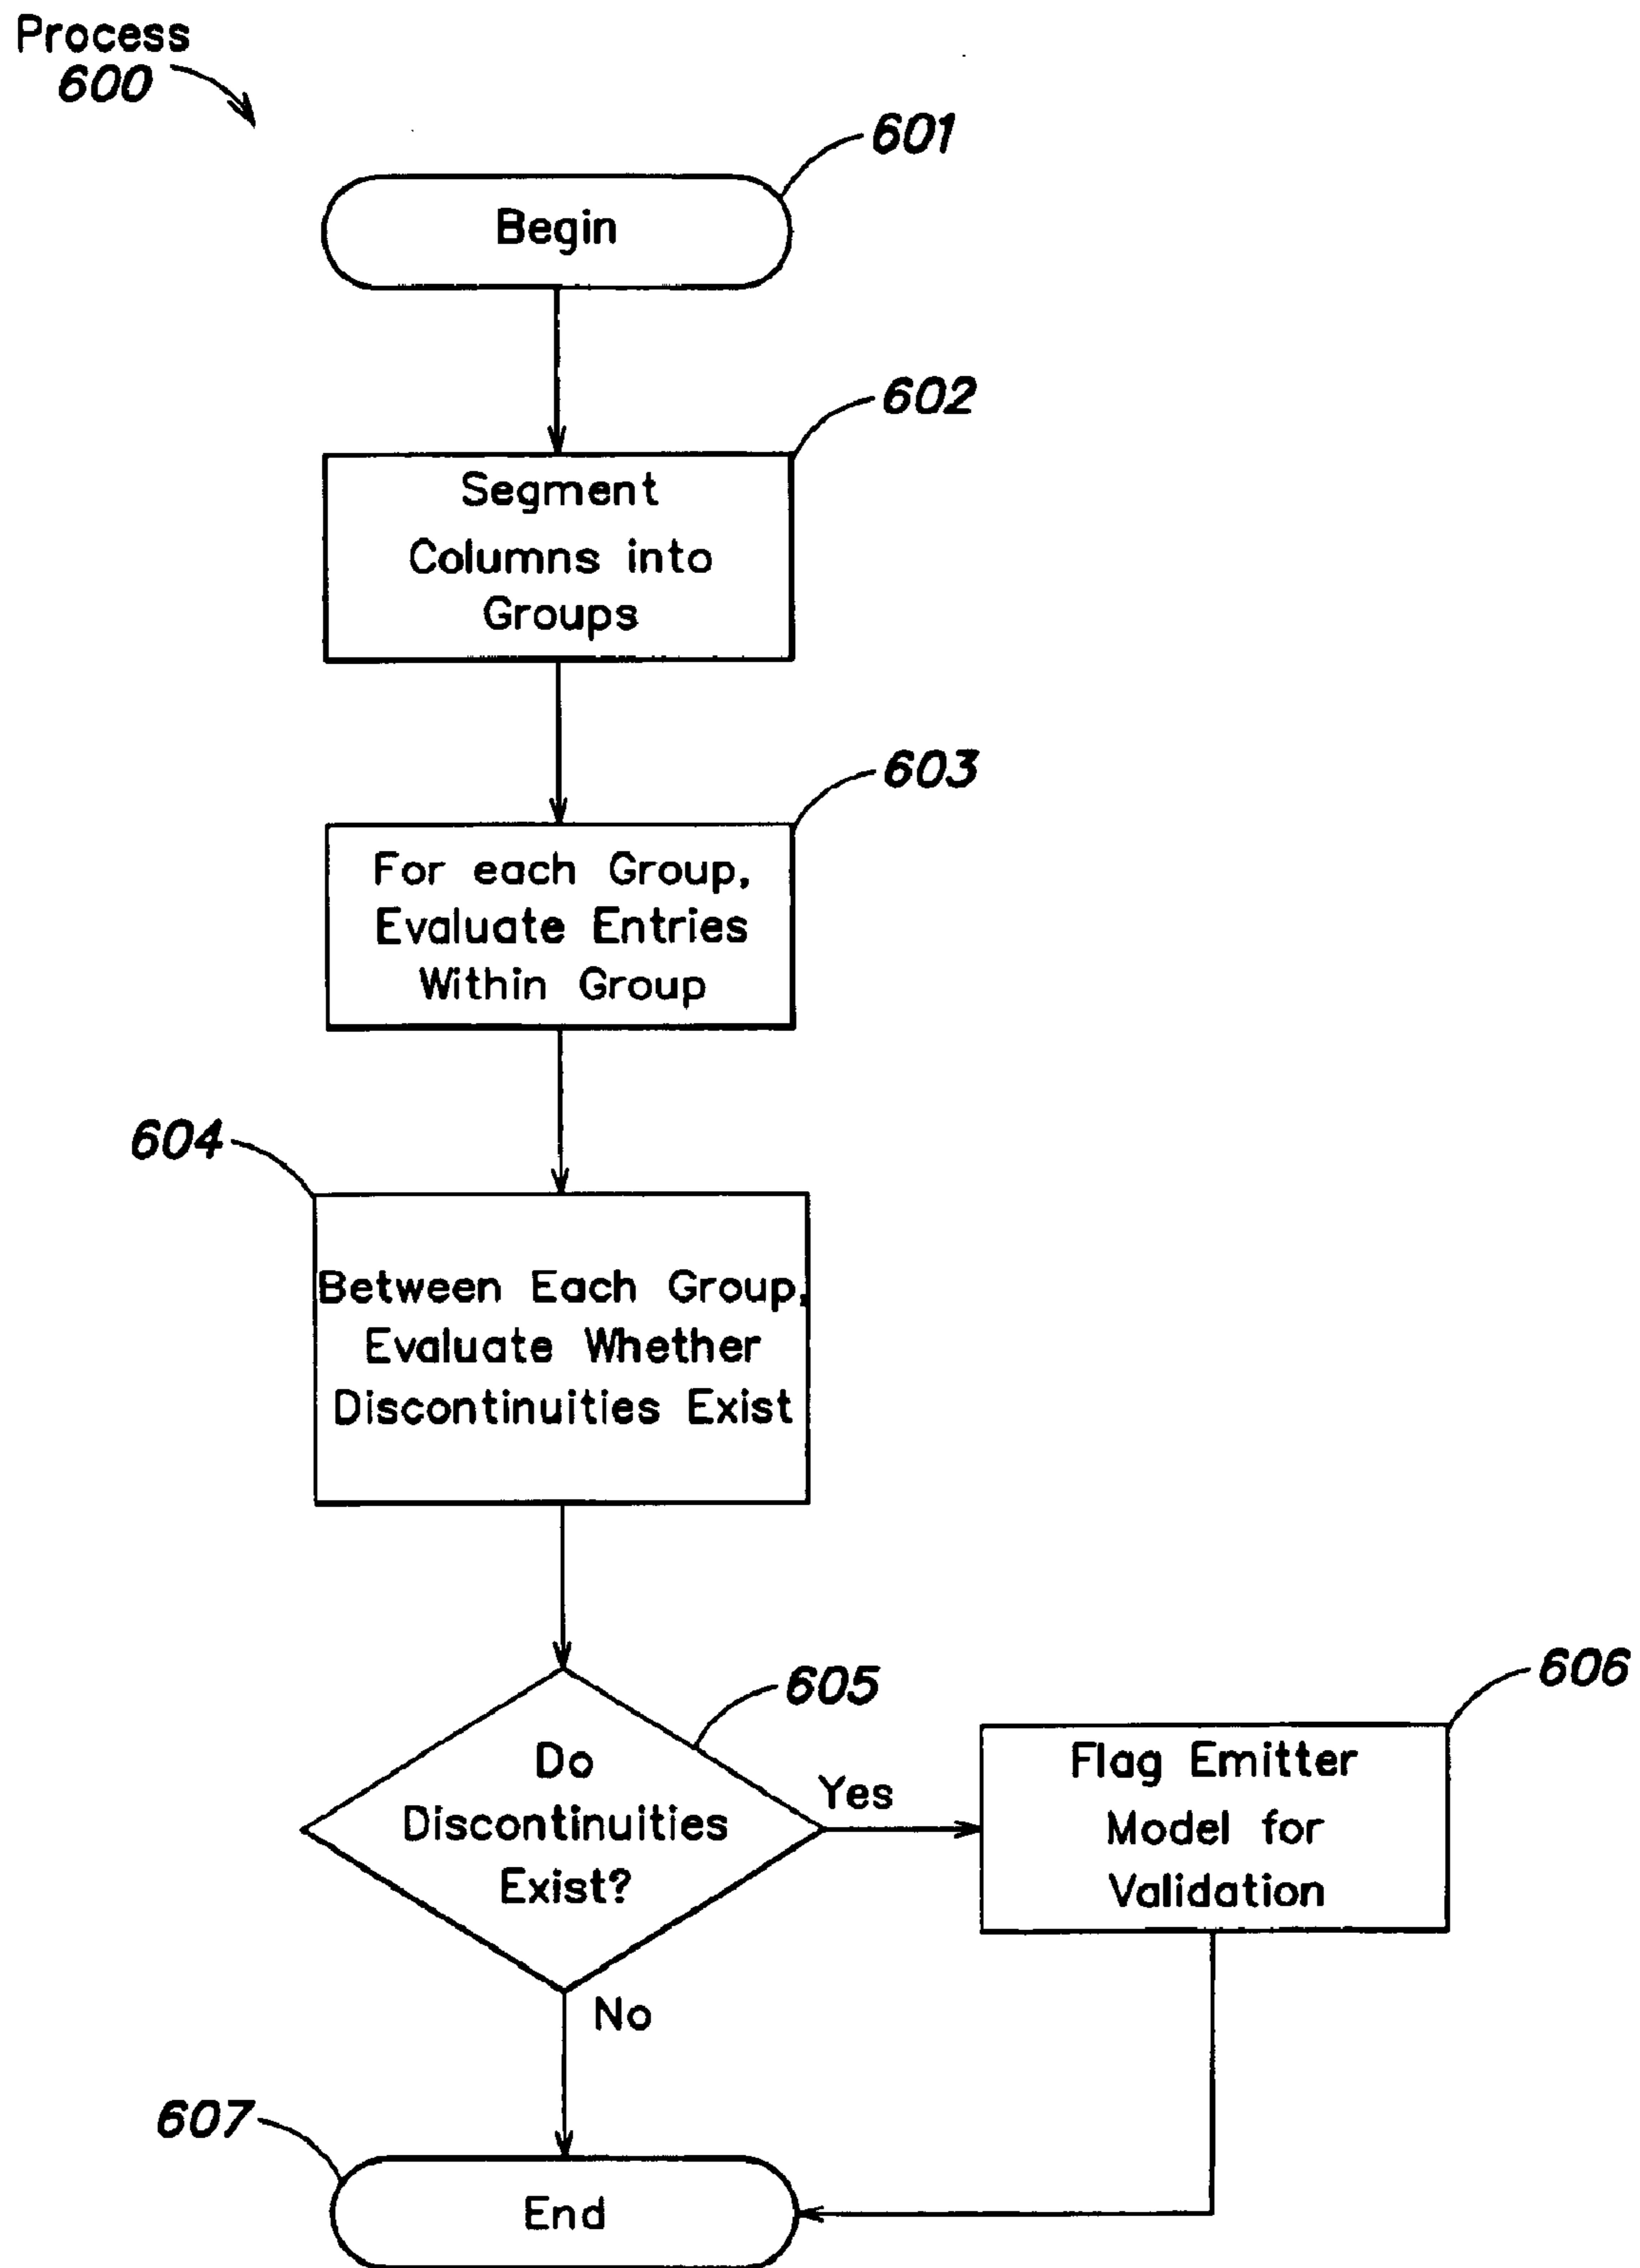 Process
600
601
Begin
602
Segment
Columns into
Groups
603
For each Group,
Evaluate Entries
Within Group
604
Between Each Group,
Evaluate Whether
Discontinuities Exist
605
Do
Discontinuities
Exist?
Yes
606
Flag Emitter
Model for
Validation
No
607
End